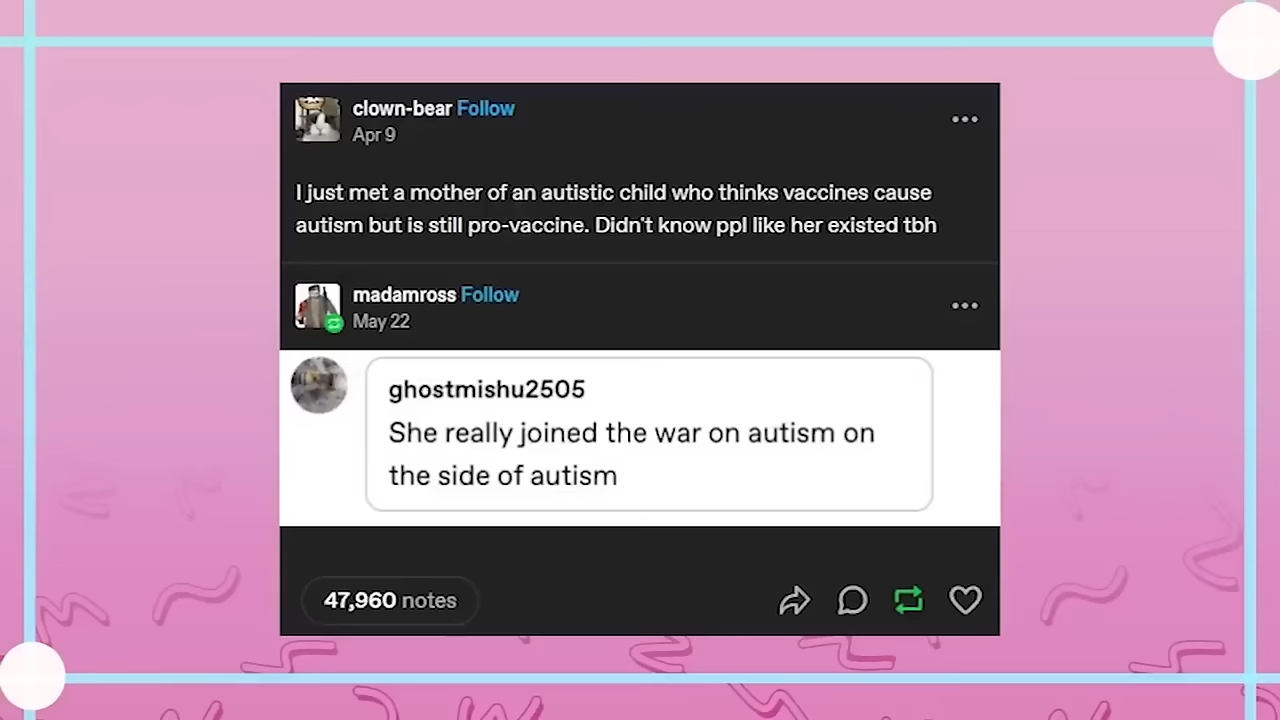 clown-bear Follow
Apr 9
I just met a mother of an autistic child who thinks vaccines cause
autism but is still pro-vaccine. Didn't know ppl like her existed tbh
madamross Follow
May 22
ghostmishu2505
She really joined the war on autism on
the side of autism
47,960 notes